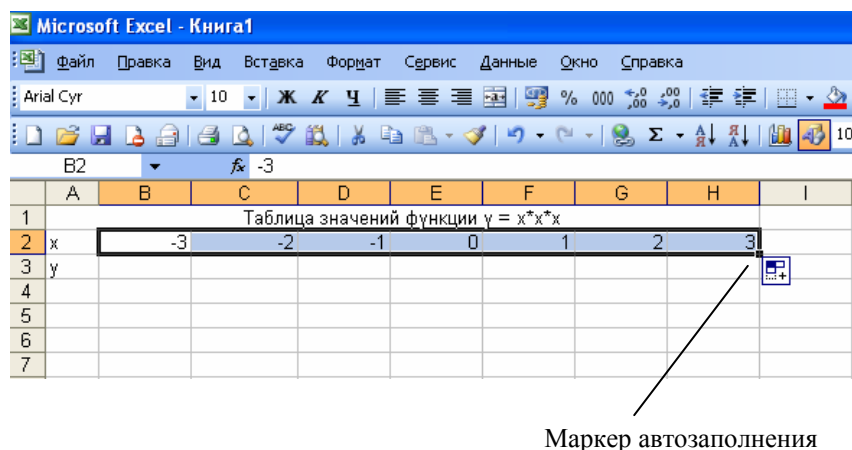 Microsoft Excel - Книга1
Файл Правка Вид Вставка Формат Сервис Данные Окно Справка
Arial Cyr 10 Ж К Ч % 000
ABC Σ 10
B2 fx -3
A B C D E F G H I
1 Таблица значений функции y = x*x*x
2 x -3 -2 -1 0 1 2 3
3 y
4
5
6
7
Маркер автозаполнения